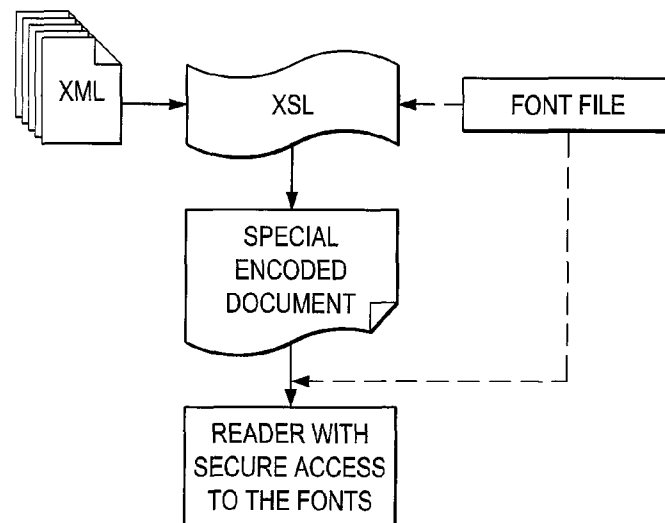 XML
XSL
FONT FILE
SPECIAL
ENCODED
DOCUMENT
READER WITH
SECURE ACCESS
TO THE FONTS